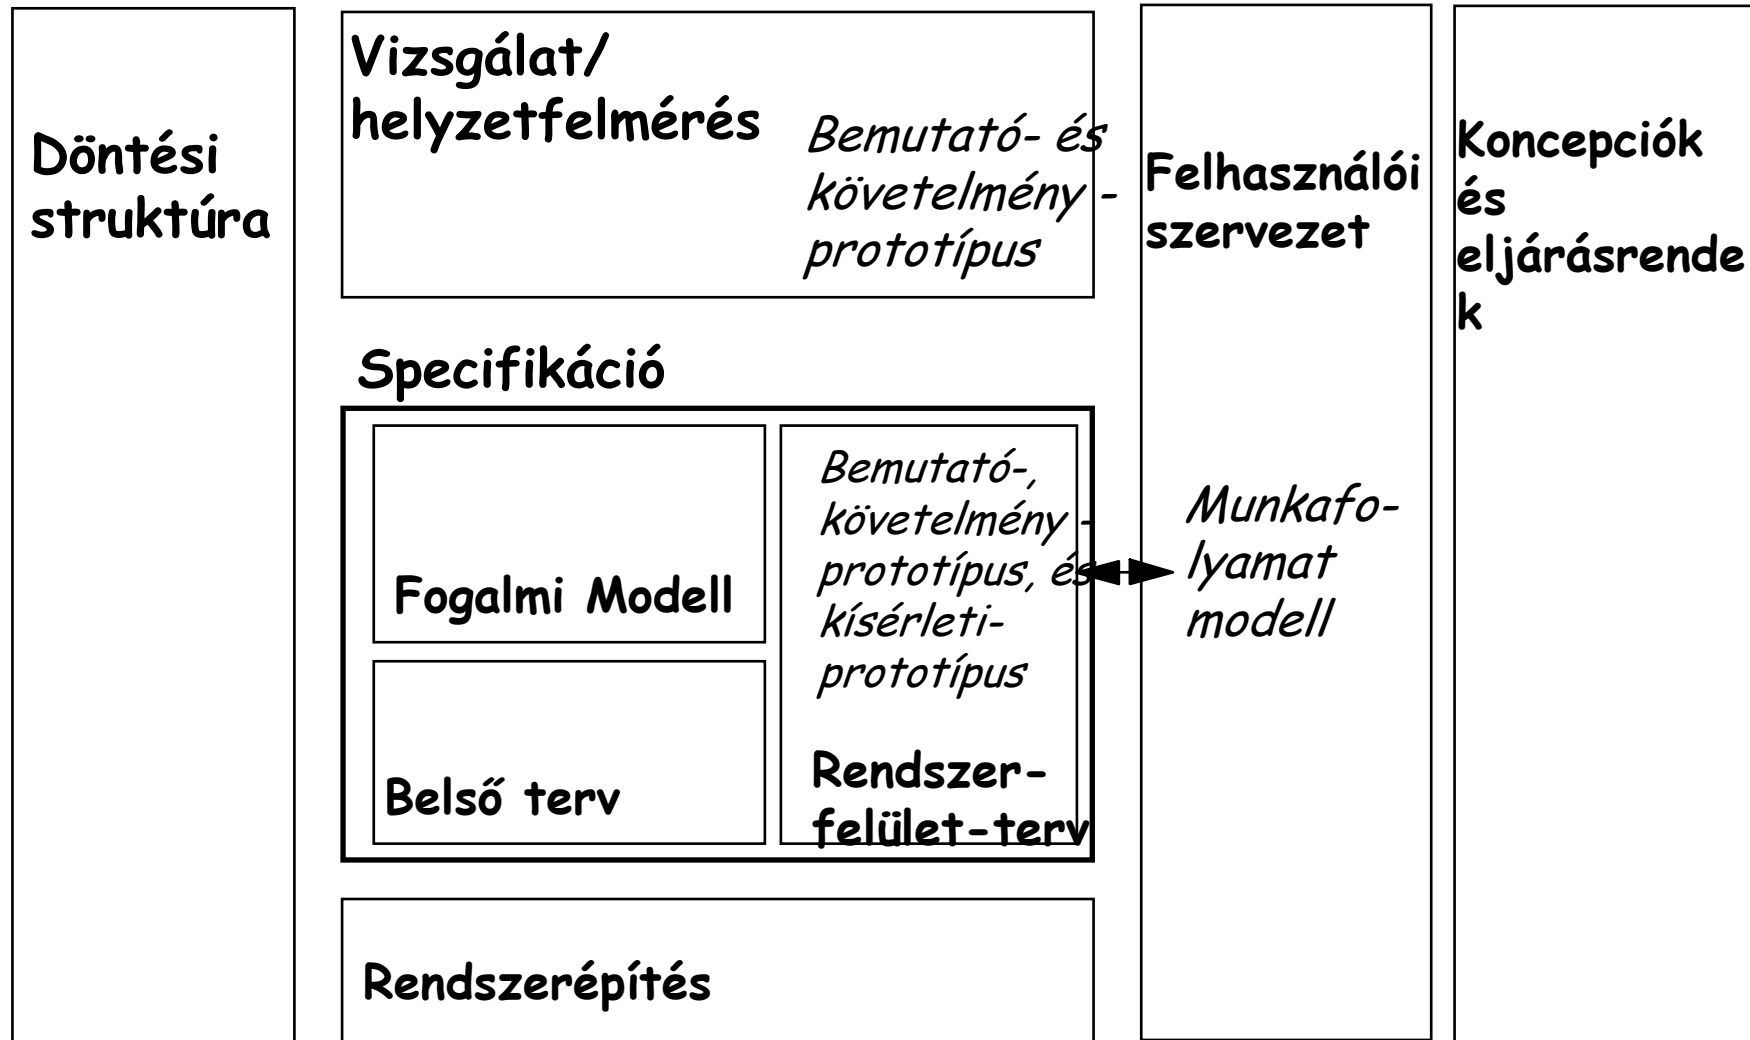 Döntési
struktúra
Vizsgálat/
helyzetfelmérés
Bemutató- és
követelmény -
prototípus
Specifikáció
Fogalmi Modell
Belső terv
Bemutató-,
követelmény -
prototípus, és
kísérleti-
prototípus
Rendszer-
felület-terv
Rendszerépítés
Felhasználói
szervezet
Munkafo-
lyamat
modell
Koncepciók
és
eljárásrende
k